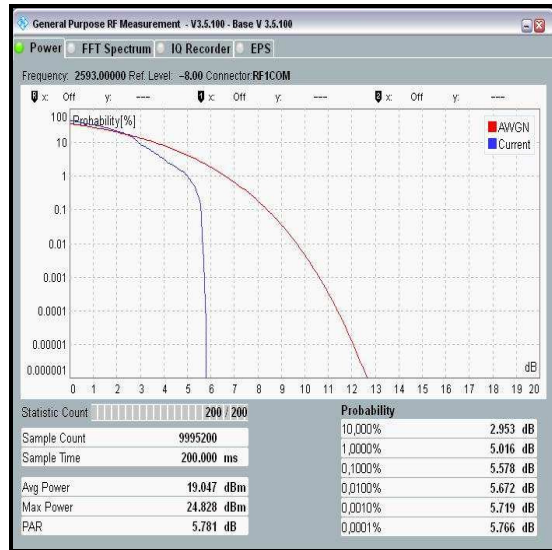 General Purpose RF Measurement - V3.5.100 - Base V 3.5.100
Power FFT Spectrum IQ Recorder EPS
Frequency: 2593.00000 Ref. Level: -8.00 Connector:RF1COM
R x: Off y: --- 1 x: Off y: --- 2 x: Off y: ---
Probability[%]
AWGN
Current
100
10
1
0.1
0.01
0.001
0.0001
0.00001
0.000001
dB
0 1 2 3 4 5 6 7 8 9 10 11 12 13 14 15 16 17 18 19 20
Statistic Count 200 / 200
Sample Count 9995200
Sample Time 200.000 ms
Avg Power 19.047 dBm
Max Power 24.828 dBm
PAR 5.781 dB
Probability
10,000% 2.953 dB
1,0000% 5.016 dB
0,1000% 5.578 dB
0,0100% 5.672 dB
0,0010% 5.719 dB
0,0001% 5.766 dB